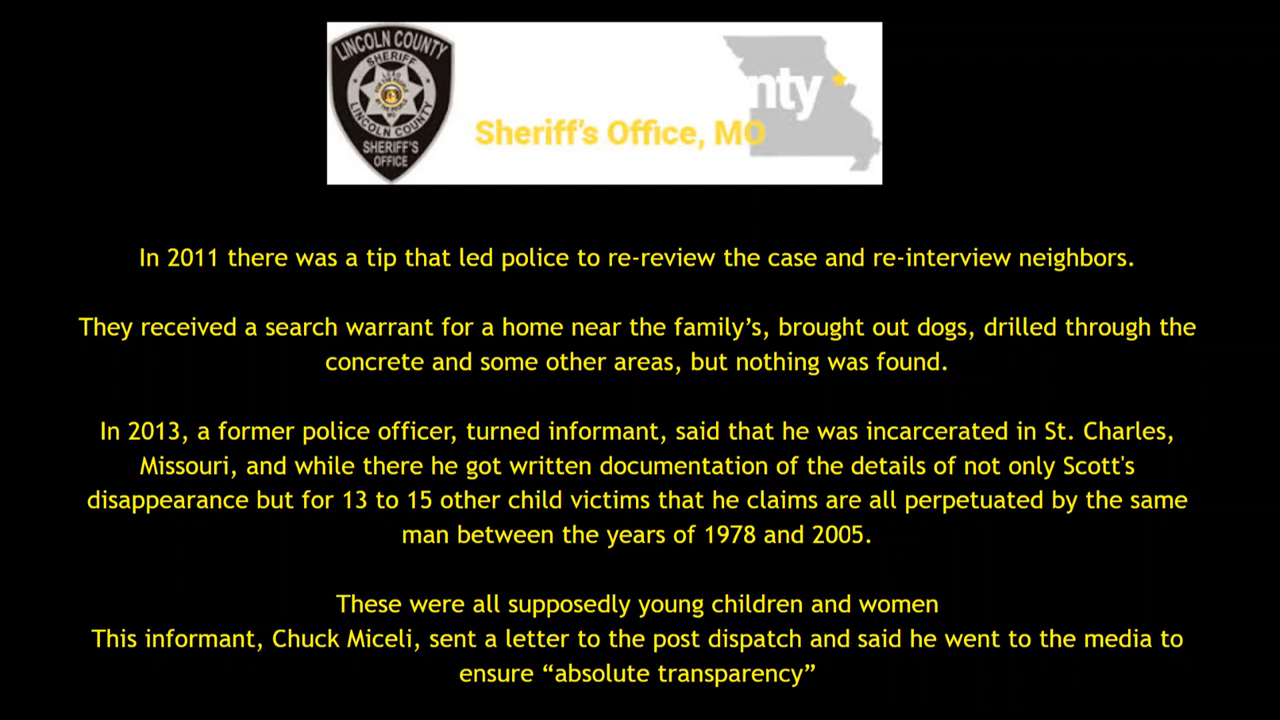 LINCOLN COUNTY
SHERIFF
LINCOLN COUNTY
SHERIFF'S
OFFICE
nty
Sheriff's Office, MO
In 2011 there was a tip that led police to re-review the case and re-interview neighbors.
They received a search warrant for a home near the family’s, brought out dogs, drilled through the
concrete and some other areas, but nothing was found.
In 2013, a former police officer, turned informant, said that he was incarcerated in St. Charles,
Missouri, and while there he got written documentation of the details of not only Scott's
disappearance but for 13 to 15 other child victims that he claims are all perpetuated by the same
man between the years of 1978 and 2005.
These were all supposedly young children and women
This informant, Chuck Miceli, sent a letter to the post dispatch and said he went to the media to
ensure “absolute transparency”